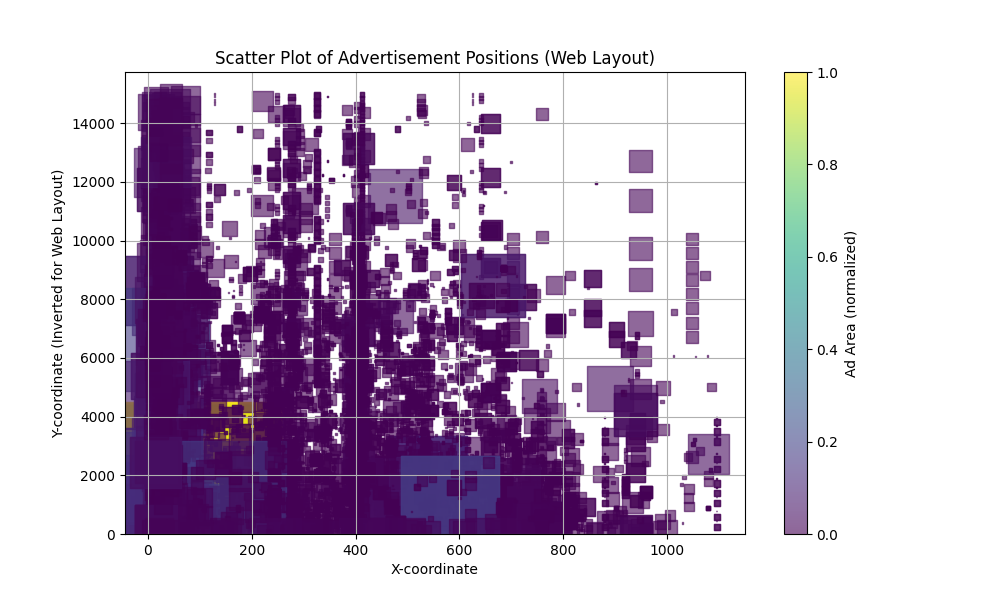 Scatter Plot of Advertisement Positions (Web Layout)
Y-coordinate (Inverted for Web Layout)
14000
12000
10000
8000
6000
4000
2000
0
0 200 400 600 800 1000
X-coordinate
1.0
0.8
0.6
0.4
0.2
0.0
Ad Area (normalized)